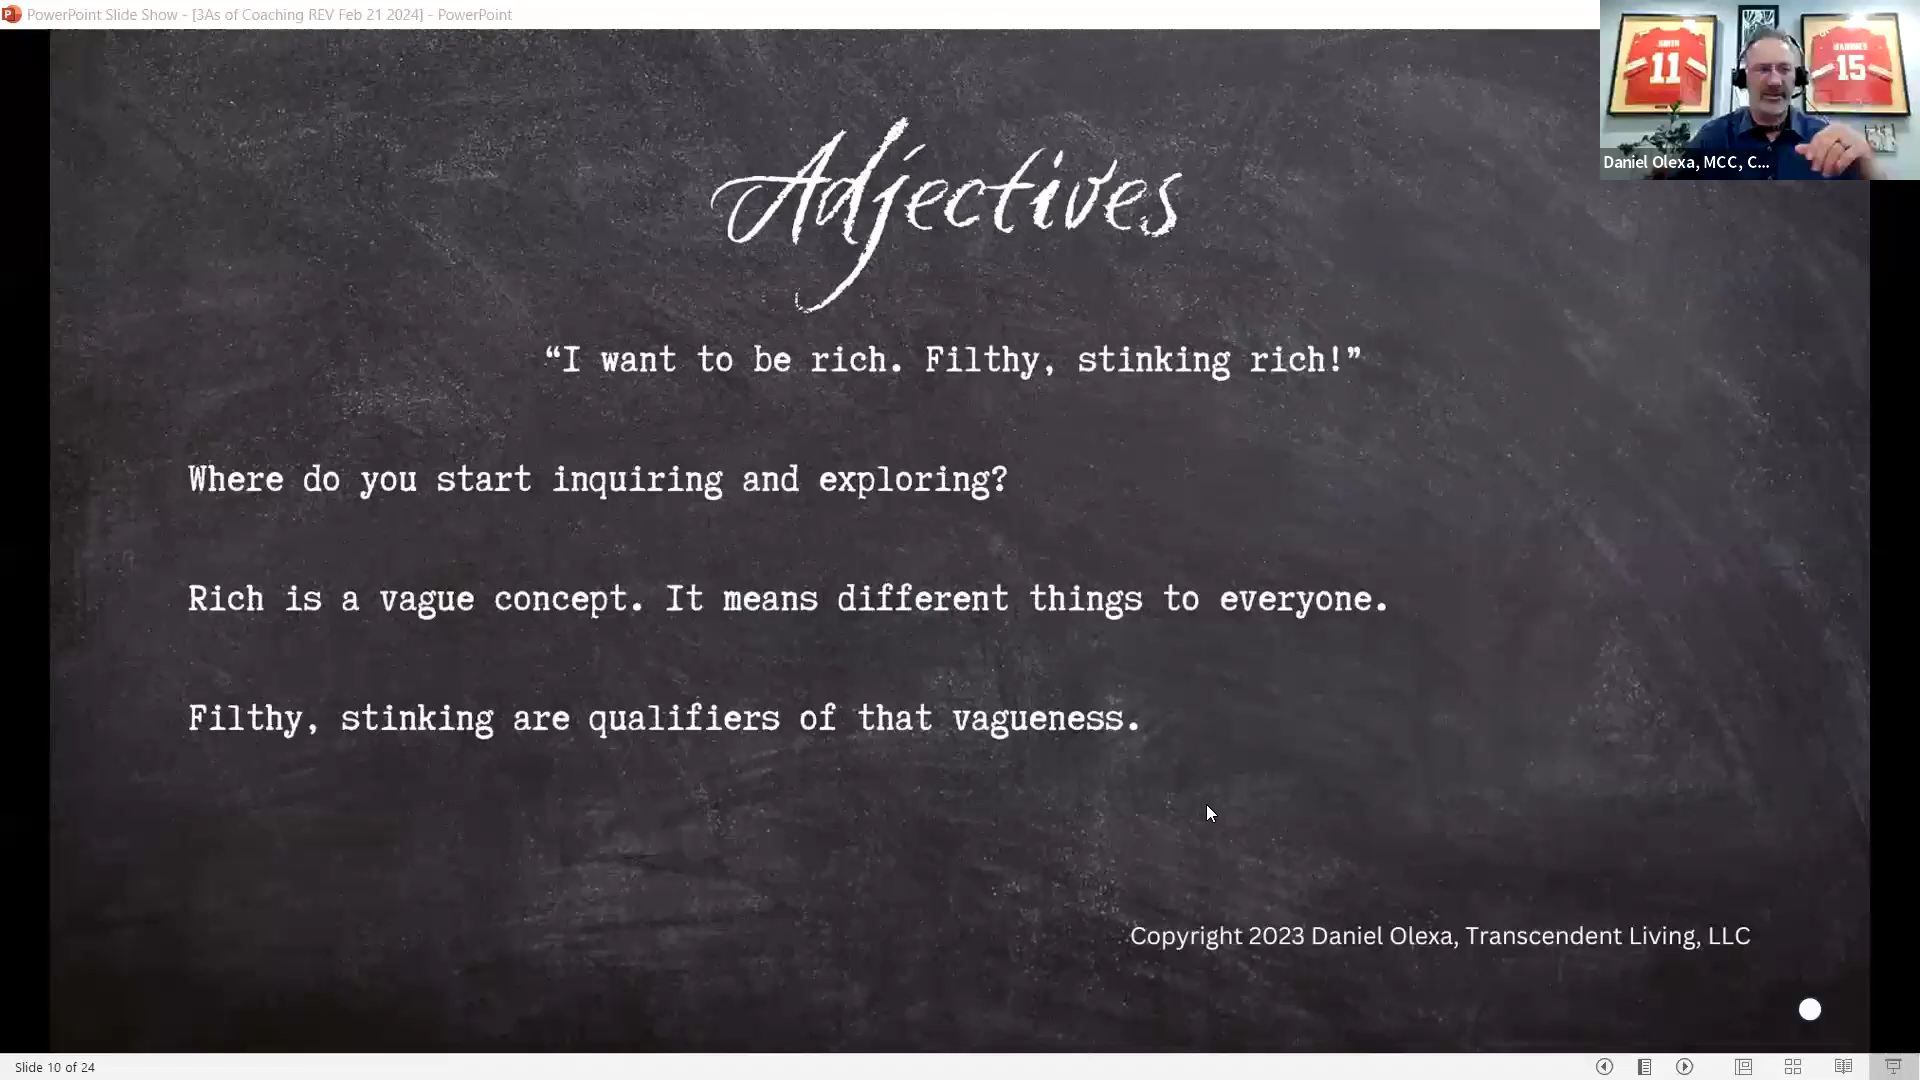 PowerPoint Slide Show - [3As of Coaching REV Feb 21 2024] - PowerPoint
SMITH
11
MAHOMES
15
Daniel Olexa, MCC, C...
Adjectives
“I want to be rich. Filthy, stinking rich!”
Where do you start inquiring and exploring?
Rich is a vague concept. It means different things to everyone.
Filthy, stinking are qualifiers of that vagueness.
Copyright 2023 Daniel Olexa, Transcendent Living, LLC
Slide 10 of 24